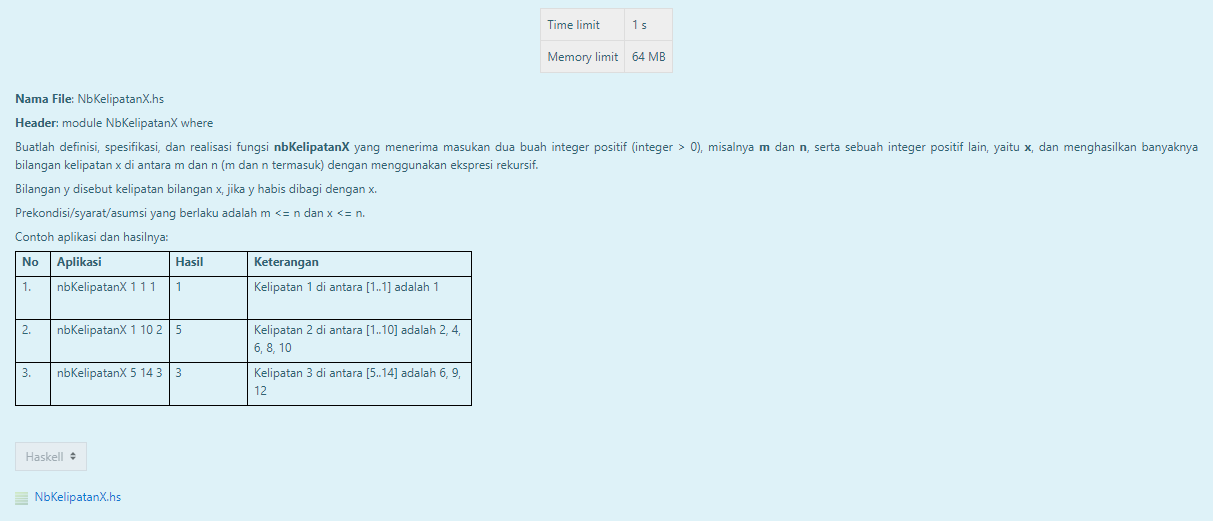 Time limit 1 s
Memory limit 64 MB
Nama File: NbKelipatanX.hs
Header: module NbKelipatanX where
Buatlah definisi, spesifikasi, dan realisasi fungsi nbKelipatanX yang menerima masukan dua buah integer positif (integer > 0), misalnya m dan n, serta sebuah integer positif lain, yaitu x, dan menghasilkan banyaknya
bilangan kelipatan x di antara m dan n (m dan n termasuk) dengan menggunakan ekspresi rekursif.
Bilangan y disebut kelipatan bilangan x, jika y habis dibagi dengan x.
Prekondisi/syarat/asumsi yang berlaku adalah m <= n dan x <= n.
Contoh aplikasi dan hasilnya:
No Aplikasi Hasil Keterangan
1. nbKelipatanX 1 1 1 1 Kelipatan 1 di antara [1..1] adalah 1
2. nbKelipatanX 1 10 2 5 Kelipatan 2 di antara [1..10] adalah 2, 4,
6, 8, 10
3. nbKelipatanX 5 14 3 3 Kelipatan 3 di antara [5..14] adalah 6, 9,
12
Haskell
NbKelipatanX.hs